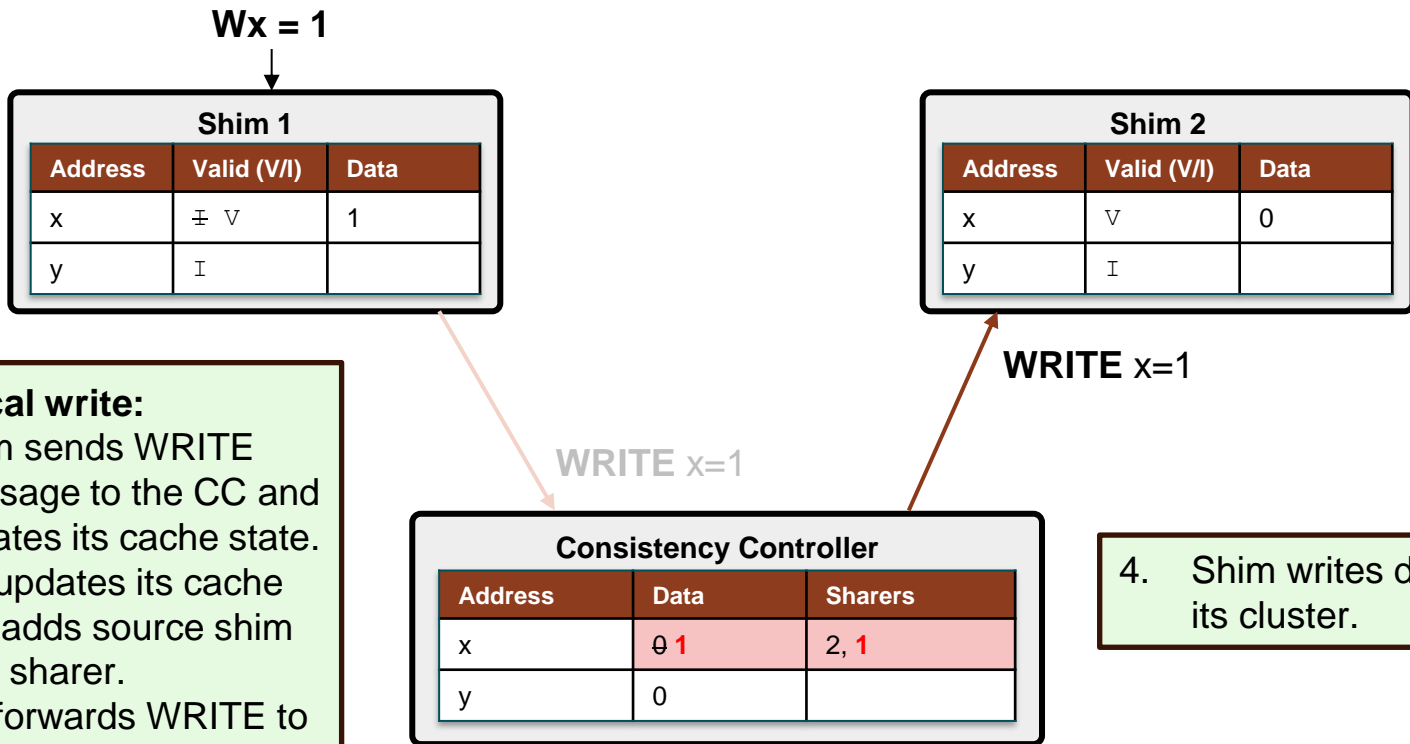 Wx = 1
Shim 1
Address Valid (V/I) Data
x I V 1
y I
Shim 2
Address Valid (V/I) Data
x V 0
y I
WRITE x=1
cal write:
sends WRITE
sage to the CC and
ates its cache state.
updates its cache
adds source shim
sharer.
forwards WRITE to
WRITE x=1
Consistency Controller
Address Data Sharers
x 0 1 2, 1
y 0
4. Shim writes
its cluster.